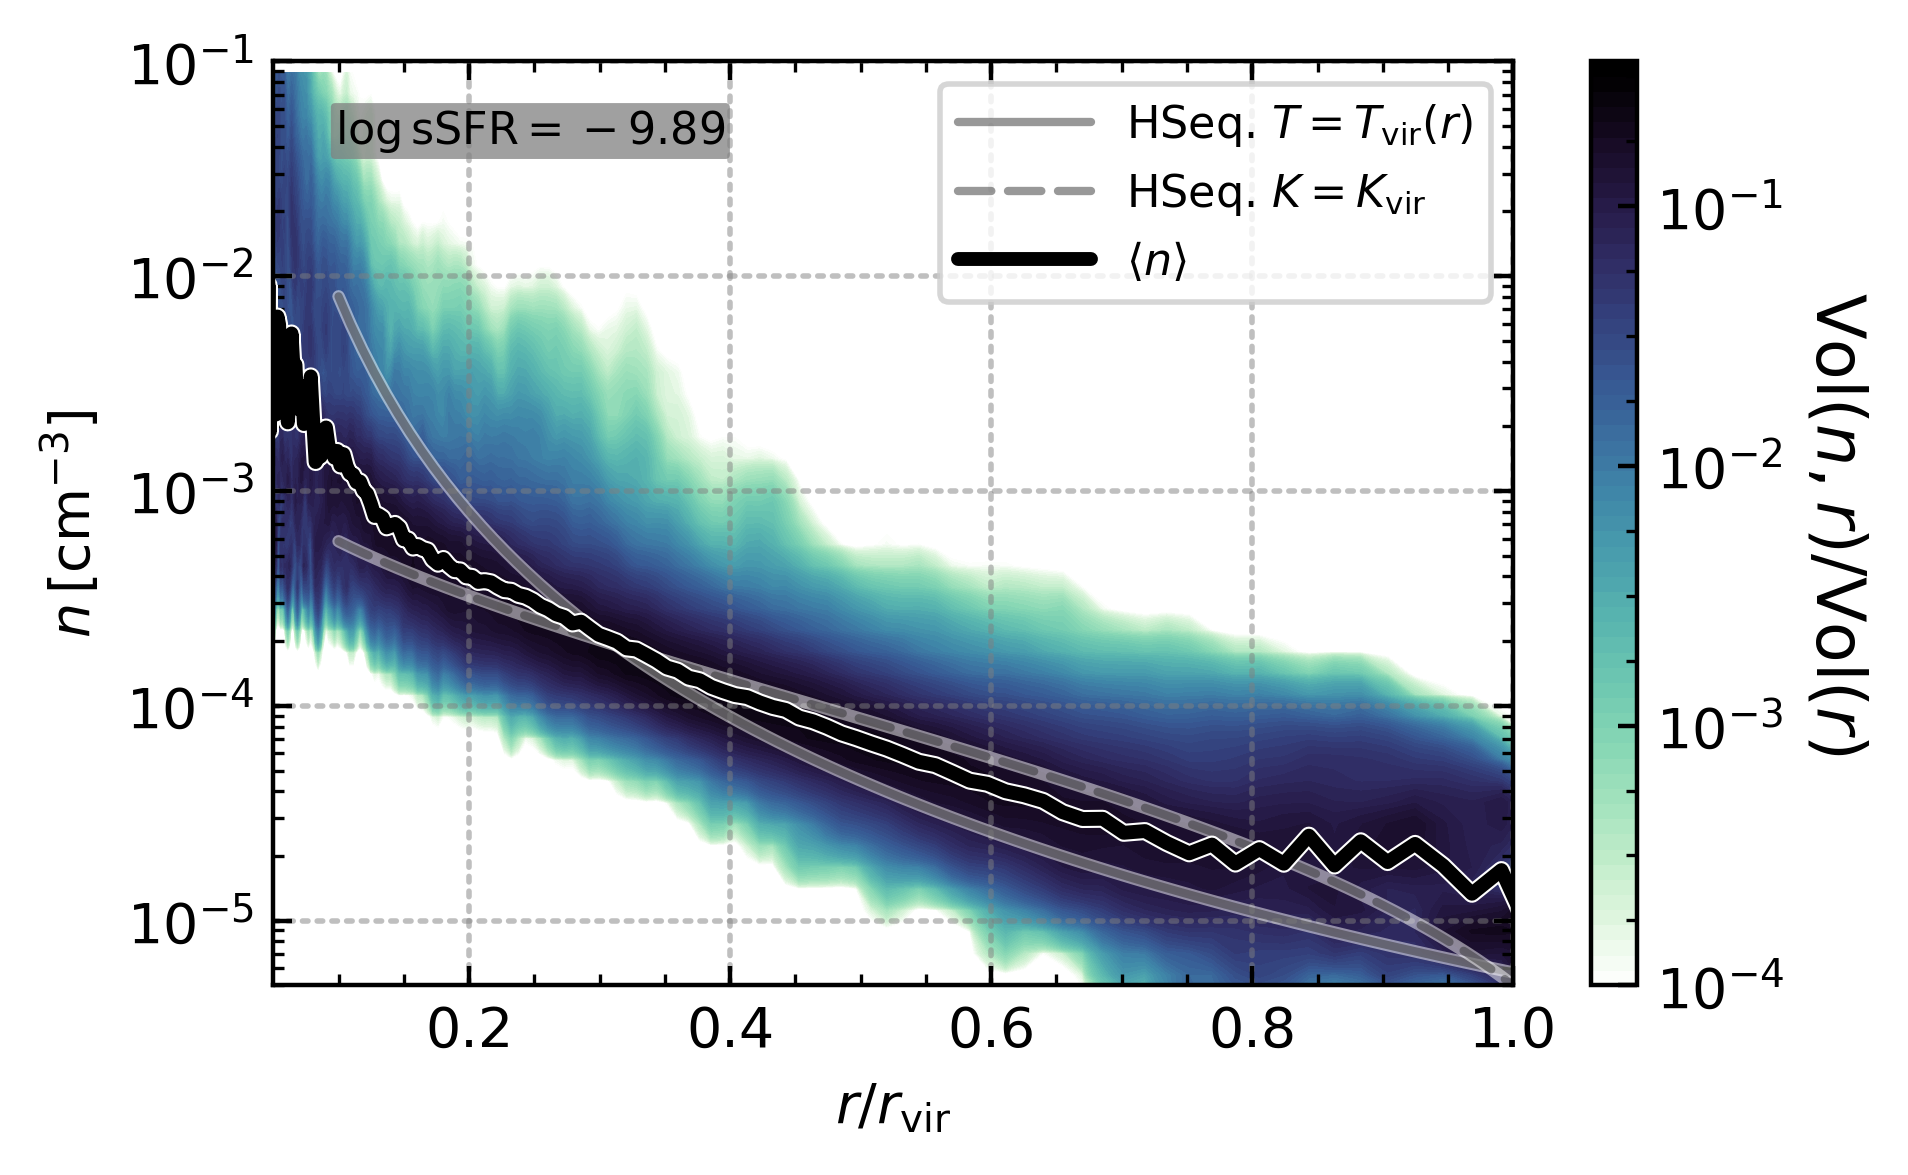 log sSFR = −9.89
HSeq. T = T_vir(r)
HSeq. K = K_vir
⟨n⟩
n [cm⁻³]
10⁻¹
10⁻²
10⁻³
10⁻⁴
10⁻⁵
0.2 0.4 0.6 0.8 1.0
r/r_vir
10⁻¹
10⁻²
10⁻³
10⁻⁴
Vol(n, r)/Vol(r)